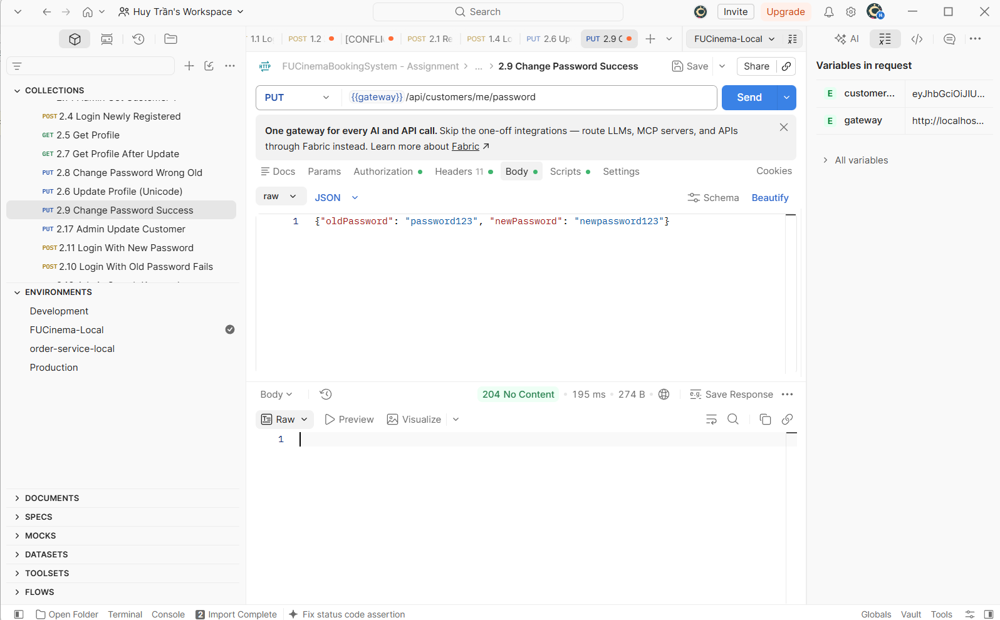 Huy Trần's Workspace
Search
Invite
Upgrade
POST 1.2
[CONFLI
POST 2.1 Re
POST 1.4 Lo
PUT 2.6 Up
PUT 2.9 C
FUCinema-Local
AI
FUCinemaBookingSystem - Assignment > ... > 2.9 Change Password Success
Save
Share
Variables in request
COLLECTIONS
POST 2.4 Login Newly Registered
GET 2.5 Get Profile
GET 2.7 Get Profile After Update
PUT 2.8 Change Password Wrong Old
PUT 2.6 Update Profile (Unicode)
PUT 2.9 Change Password Success
PUT 2.17 Admin Update Customer
POST 2.11 Login With New Password
POST 2.10 Login With Old Password Fails
ENVIRONMENTS
Development
FUCinema-Local
order-service-local
Production
DOCUMENTS
SPECS
MOCKS
DATASETS
TOOLSETS
FLOWS
PUT
{{gateway}} /api/customers/me/password
Send
One gateway for every AI and API call. Skip the one-off integrations — route LLMs, MCP servers, and APIs
through Fabric instead. Learn more about Fabric ↗
Docs Params Authorization Headers 11 Body Scripts Settings Cookies
raw JSON Schema Beautify
1 {"oldPassword": "password123", "newPassword": "newpassword123"}
Body 204 No Content • 195 ms • 274 B • e.g. Save Response
Raw Preview Visualize
1
E customer... eyJhbGciOiJIU...
E gateway http://localhos...
All variables
Open Folder Terminal Console 2 Import Complete Fix status code assertion Globals Vault Tools